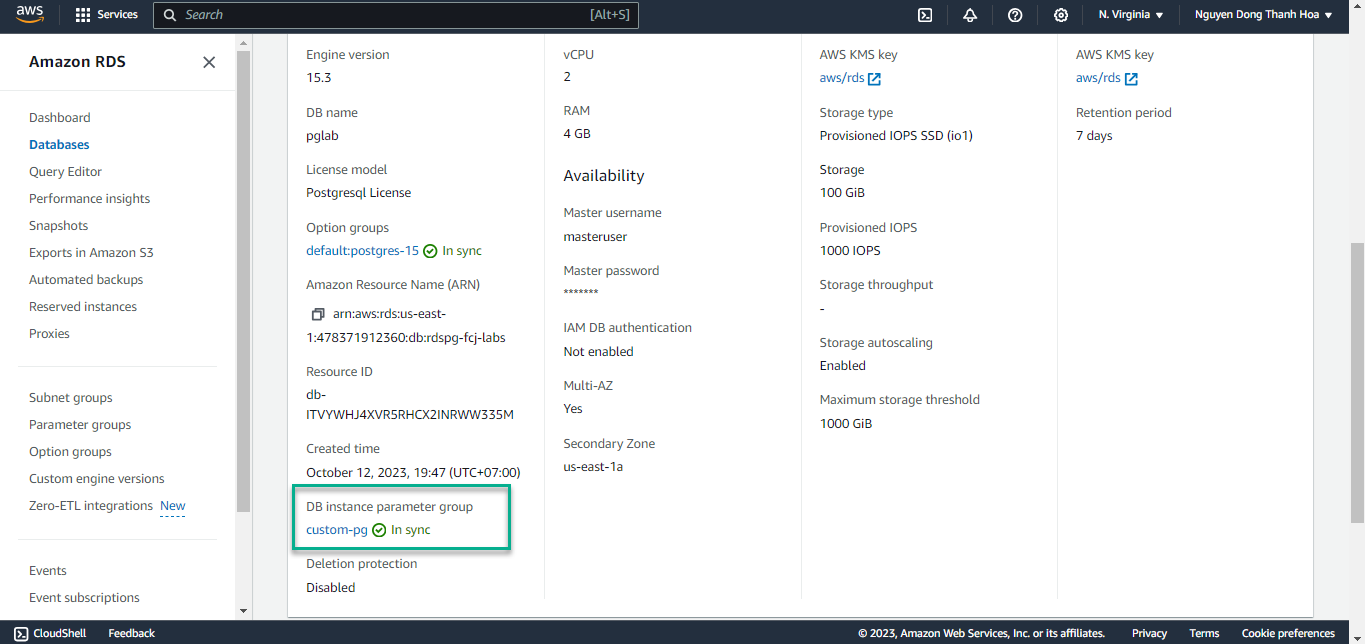 aws
Services
Search
[Alt+S]
N. Virginia
Nguyen Dong Thanh Hoa
Amazon RDS
Dashboard
Databases
Query Editor
Performance insights
Snapshots
Exports in Amazon S3
Automated backups
Reserved instances
Proxies
Subnet groups
Parameter groups
Option groups
Custom engine versions
Zero-ETL integrations New
Events
Event subscriptions
Engine version
15.3
DB name
pglab
License model
Postgresql License
Option groups
default:postgres-15 In sync
Amazon Resource Name (ARN)
arn:aws:rds:us-east-
1:478371912360:db:rdspg-fcj-labs
Resource ID
db-
ITVYWHJ4XVR5RHCX2INRWW335M
Created time
October 12, 2023, 19:47 (UTC+07:00)
DB instance parameter group
custom-pg In sync
Deletion protection
Disabled
vCPU
2
RAM
4 GB
Availability
Master username
masteruser
Master password
*******
IAM DB authentication
Not enabled
Multi-AZ
Yes
Secondary Zone
us-east-1a
AWS KMS key
aws/rds
Storage type
Provisioned IOPS SSD (io1)
Storage
100 GiB
Provisioned IOPS
1000 IOPS
Storage throughput
-
Storage autoscaling
Enabled
Maximum storage threshold
1000 GiB
AWS KMS key
aws/rds
Retention period
7 days
CloudShell
Feedback
© 2023, Amazon Web Services, Inc. or its affiliates.
Privacy
Terms
Cookie preferences